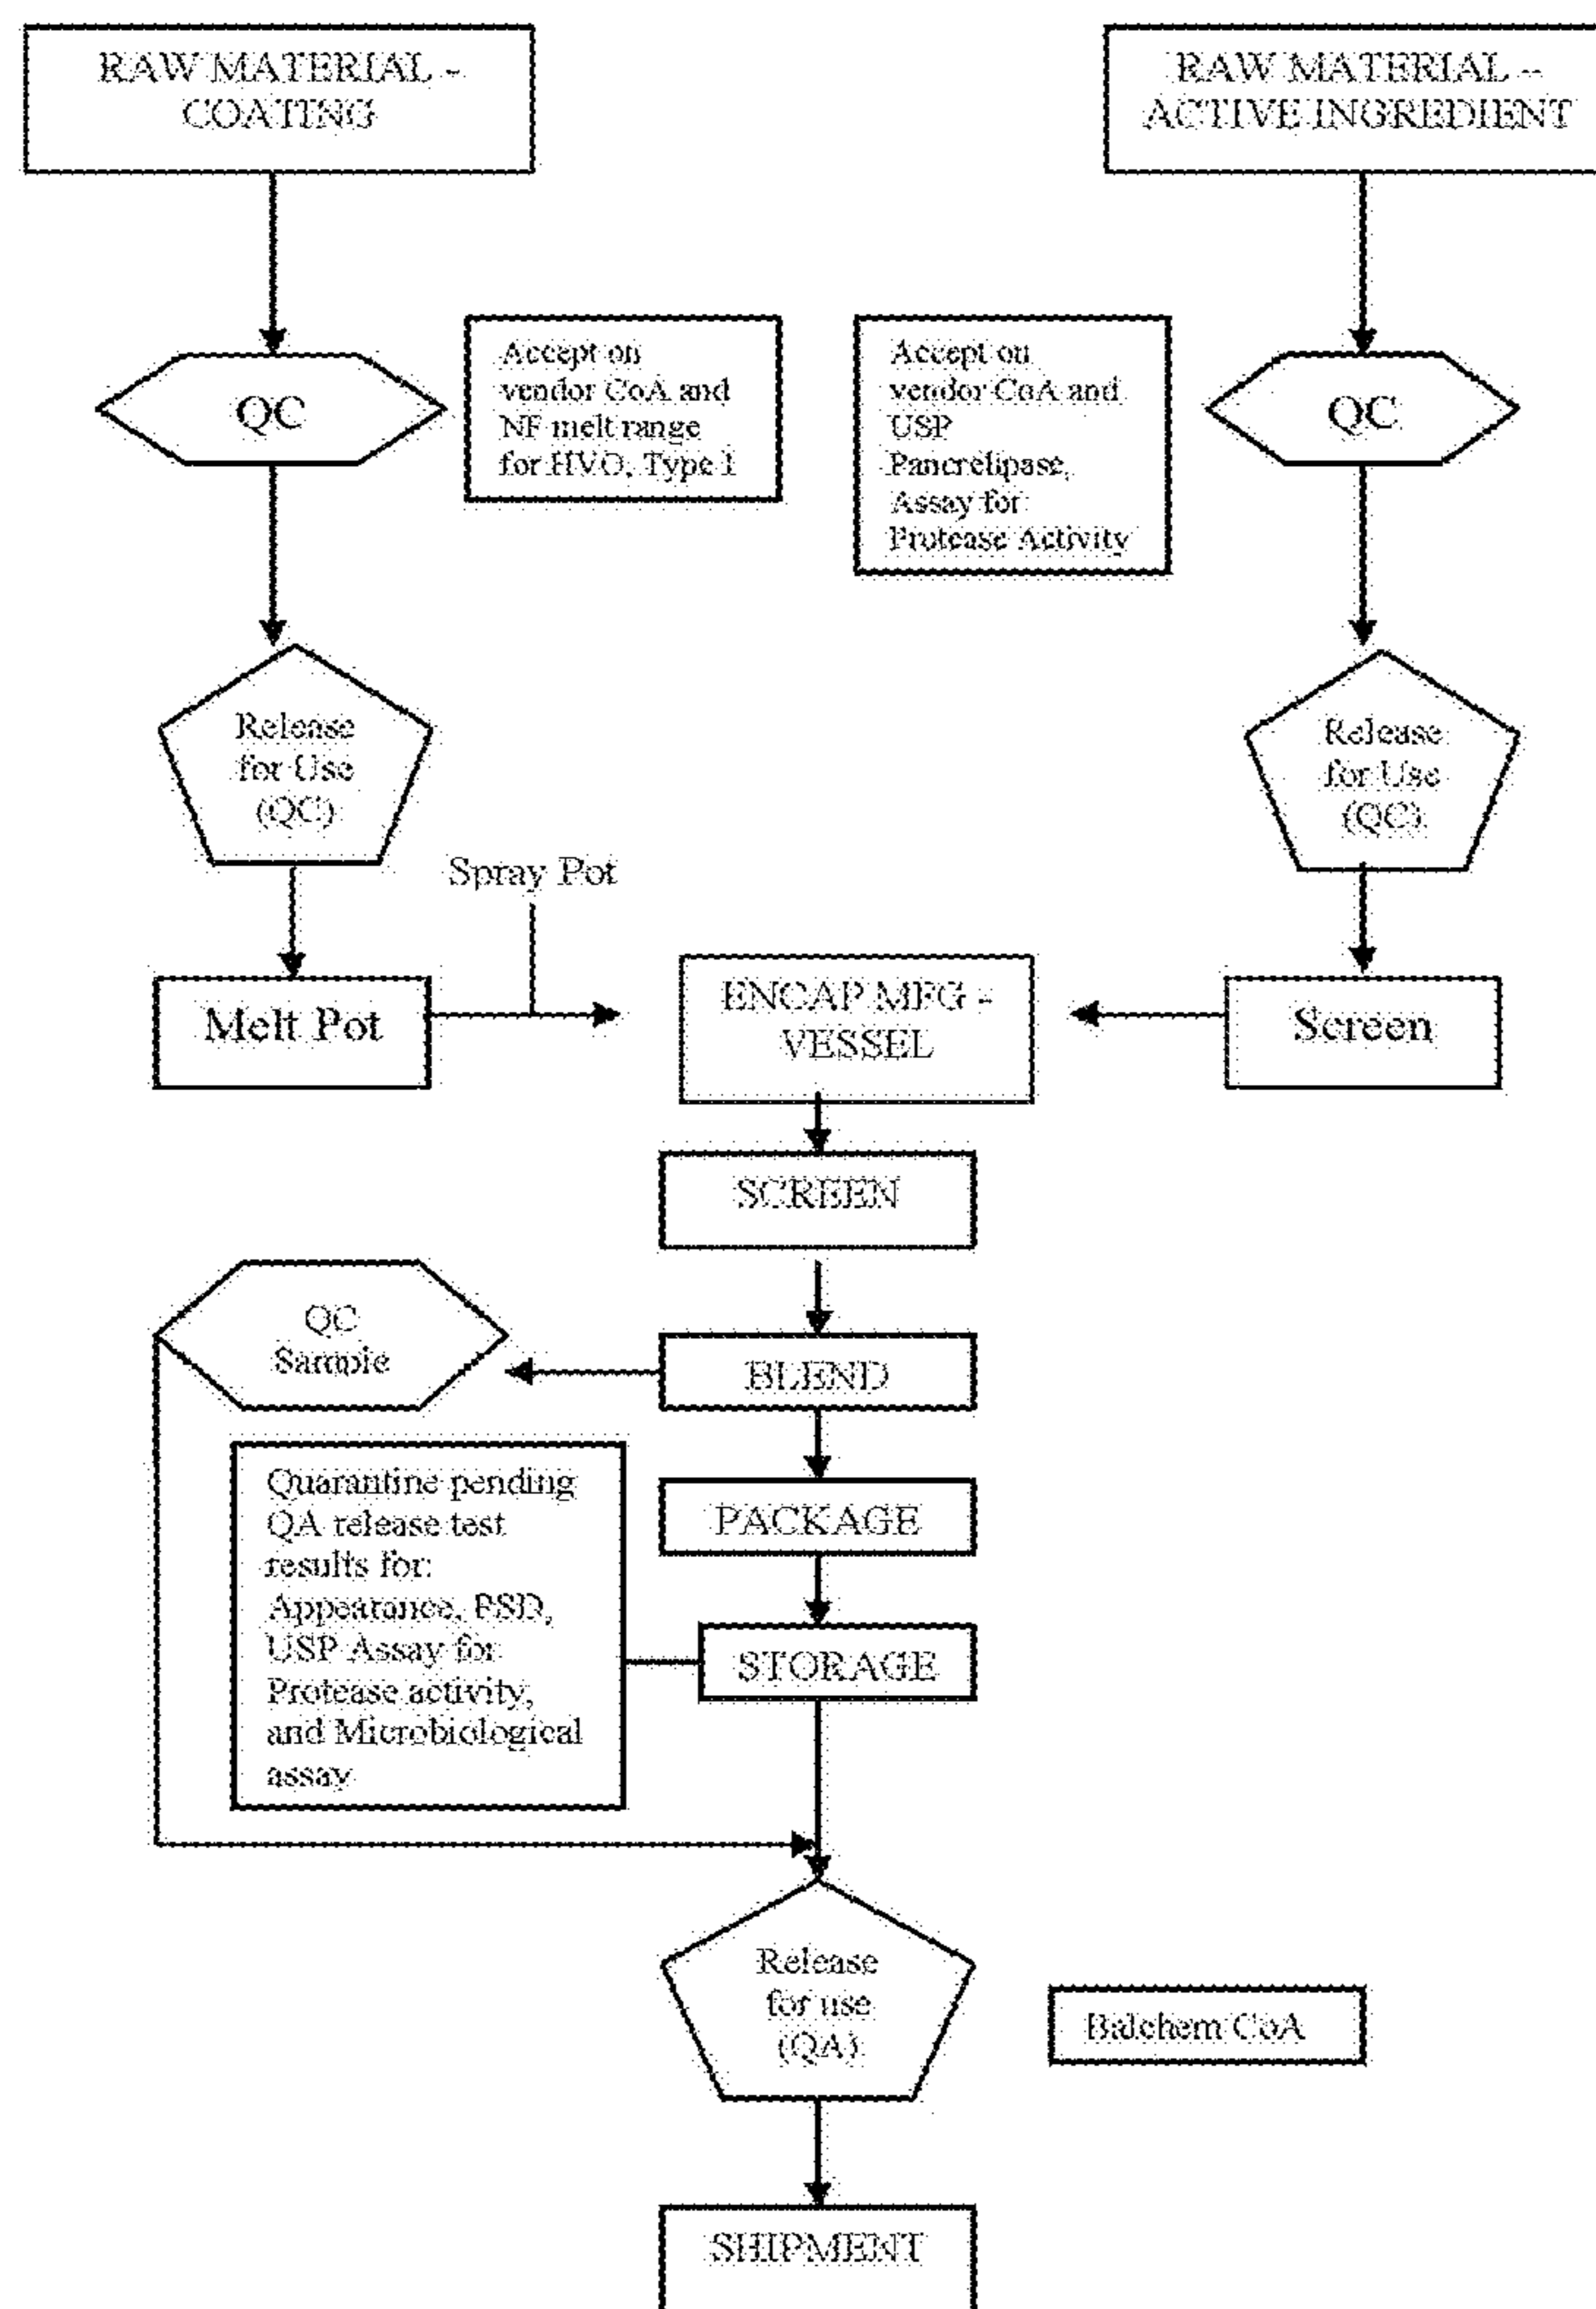 RAW MATERIAL -
COATING
RAW MATERIAL --
ACTIVE INGREDIENT
QC
Accept on
vendor CoA and
NF melt range
for HVO, Type 1
Accept on
vendor CoA and
USP
Pancrelipase,
Assay for
Protease Activity
QC
Release
for Use
(QC)
Release
for Use
(QC)
Spray Pot
Melt Pot
ENCAP MFG -
VESSEL
Screen
SCREEN
QC
Sample
BLEND
Quarantine pending
QA release test
results for:
Appearance, PSD,
USP Assay for
Protease activity,
and Microbiological
assay
PACKAGE
STORAGE
Release
for use
(QA)
Balchem CoA
SHIPMENT